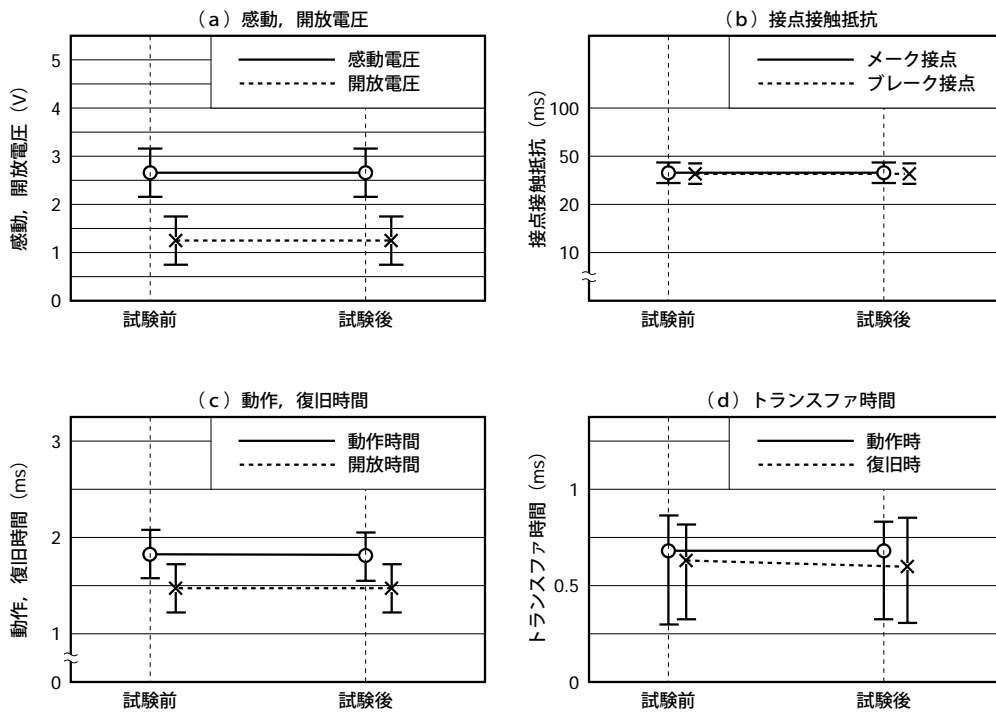 （a）感動，開放電圧
感動，開放電圧（V）
5
4
3
2
1
0
感動電圧
開放電圧
試験前
試験後
（b）接点接触抵抗
接点接触抵抗（ms）
100
50
20
10
メーク接点
ブレーク接点
試験前
試験後
（c）動作，復旧時間
動作，復旧時間（ms）
3
2
1
0
動作時間
開放時間
試験前
試験後
（d）トランスファ時間
トランスファ時間（ms）
1
0.5
0
動作時
復旧時
試験前
試験後